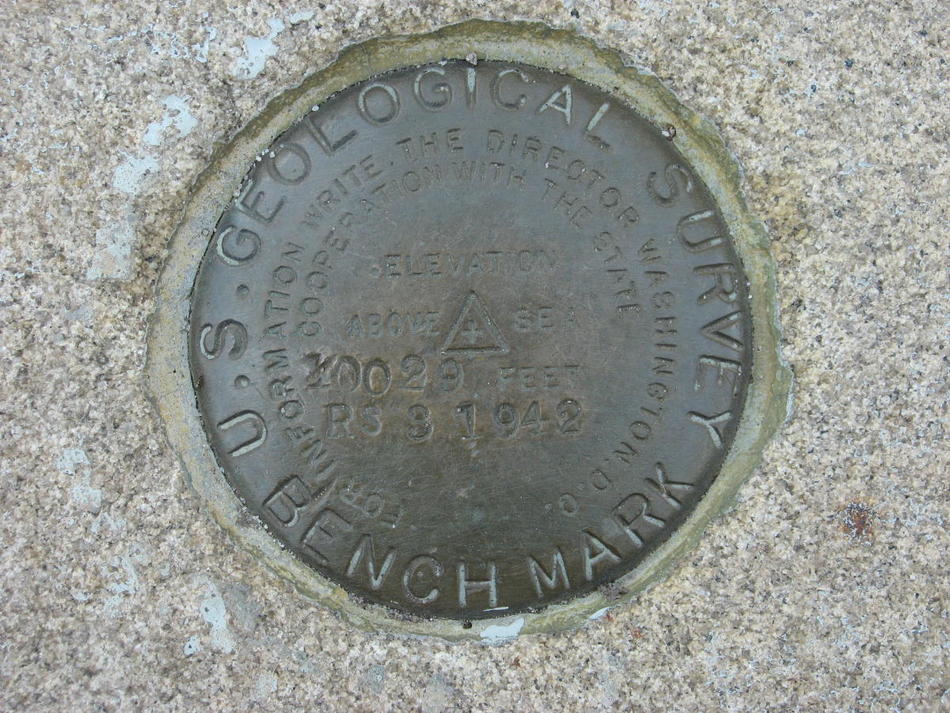 U.S. GEOLOGICAL SURVEY
BENCH MARK
FOR INFORMATION WRITE THE DIRECTOR WASHINGTON, D.C.
COOPERATION WITH THE STATE
ELEVATION
ABOVE SEA
10029 FEET
RS 3 1942